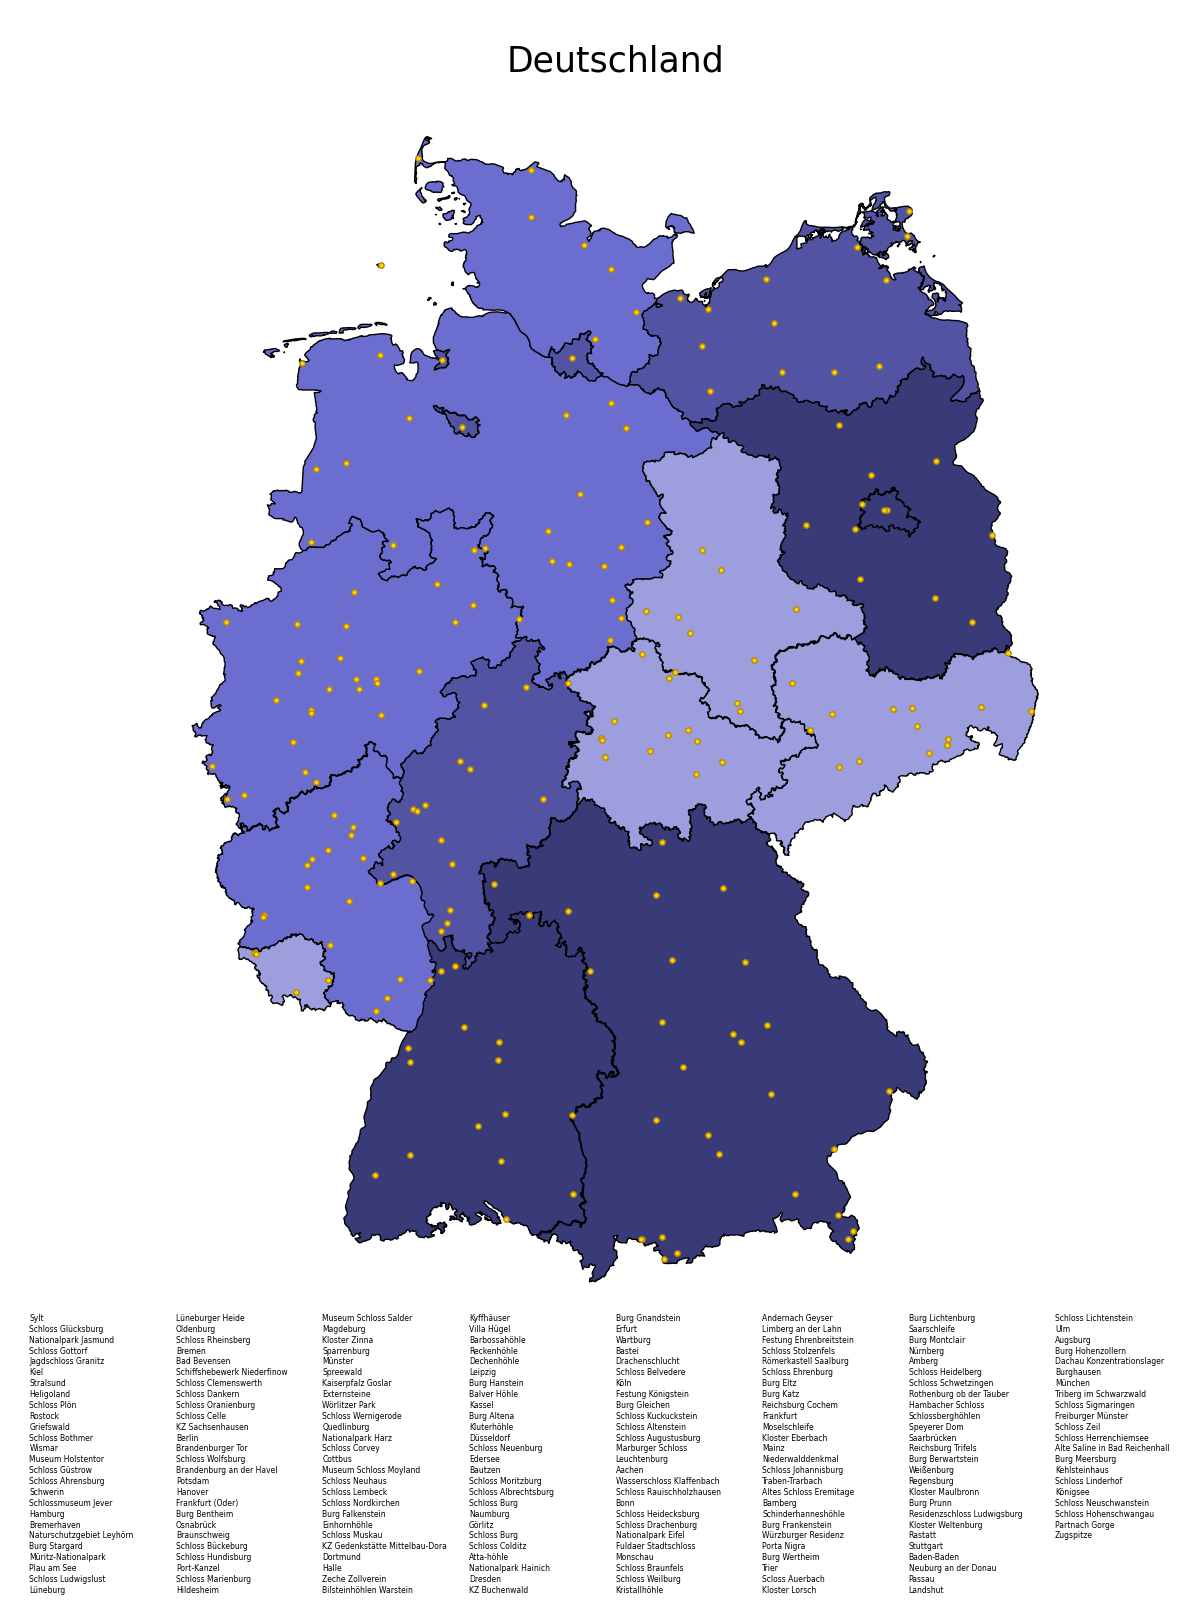 Deutschland
Sylt
Schloss Glücksburg
Nationalpark Jasmund
Schloss Gottorf
Jagdschloss Granitz
Kiel
Stralsund
Heligoland
Schloss Plön
Rostock
Griefswald
Schloss Bothmer
Wismar
Museum Holstentor
Schloss Güstrow
Schloss Ahrensburg
Schwerin
Schlossmuseum Jever
Hamburg
Bremerhaven
Naturschutzgebiet Leyhörn
Burg Stargard
Müritz-Nationalpark
Plau am See
Schloss Ludwigslust
Lüneburg
Lüneburger Heide
Oldenburg
Schloss Rheinsberg
Bremen
Bad Bevensen
Schiffshebewerk Niederfinow
Schloss Clemenswerth
Schloss Dankern
Schloss Oranienburg
Schloss Celle
KZ Sachsenhausen
Berlin
Brandenburger Tor
Schloss Wolfsburg
Brandenburg an der Havel
Potsdam
Hanover
Frankfurt (Oder)
Burg Bentheim
Osnabrück
Braunschweig
Schloss Bückeburg
Schloss Hundisburg
Port-Kanzel
Schloss Marienburg
Hildesheim
Museum Schloss Salder
Magdeburg
Kloster Zinna
Sparrenburg
Münster
Spreewald
Kaiserpfalz Goslar
Externsteine
Wörlitzer Park
Schloss Wernigerode
Quedlinburg
Nationalpark Harz
Schloss Corvey
Cottbus
Museum Schloss Moyland
Schloss Neuhaus
Schloss Lembeck
Schloss Nordkirchen
Burg Falkenstein
Einhornhöhle
Schloss Muskau
KZ Gedenkstätte Mittelbau-Dora
Dortmund
Halle
Zeche Zollverein
Bilsteinhöhlen Warstein
Kyffhäuser
Villa Hügel
Barbossahöhle
Reckenhöhle
Dechenhöhle
Leipzig
Burg Hanstein
Balver Höhle
Kassel
Burg Altena
Kluterhöhle
Düsseldorf
Schloss Neuenburg
Edersee
Bautzen
Schloss Moritzburg
Schloss Albrechtsburg
Schloss Burg
Naumburg
Görlitz
Schloss Burg
Schloss Colditz
Atta-höhle
Nationalpark Hainich
Dresden
KZ Buchenwald
Burg Gnandstein
Erfurt
Wartburg
Bastei
Drachenschlucht
Schloss Belvedere
Köln
Festung Königstein
Burg Gleichen
Schloss Kuckuckstein
Schloss Altenstein
Schloss Augustusburg
Marburger Schloss
Leuchtenburg
Aachen
Wasserschloss Klaffenbach
Schloss Rauischholzhausen
Bonn
Schloss Heidecksburg
Schloss Drachenburg
Nationalpark Eifel
Fuldaer Stadtschloss
Monschau
Schloss Braunfels
Schloss Weilburg
Kristallhöhle
Andernach Geyser
Limberg an der Lahn
Festung Ehrenbreitstein
Schloss Stolzenfels
Römerkastell Saalburg
Schloss Ehrenburg
Burg Eltz
Burg Katz
Reichsburg Cochem
Frankfurt
Moselschleife
Kloster Eberbach
Mainz
Niederwalddenkmal
Schloss Johannisburg
Traben-Trarbach
Altes Schloss Eremitage
Bamberg
Schinderhanneshöhle
Burg Frankenstein
Würzburger Residenz
Porta Nigra
Burg Wertheim
Trier
Scloss Auerbach
Kloster Lorsch
Burg Lichtenburg
Saarschleife
Burg Montclair
Nürnberg
Amberg
Schloss Heidelberg
Schloss Schwetzingen
Rothenburg ob der Tauber
Hambacher Schloss
Schlossberghöhlen
Speyerer Dom
Saarbrücken
Reichsburg Trifels
Burg Berwartstein
Weißenburg
Regensburg
Kloster Maulbronn
Burg Prunn
Residenzschloss Ludwigsburg
Kloster Weltenburg
Rastatt
Stuttgart
Baden-Baden
Neuburg an der Donau
Passau
Landshut
Schloss Lichtenstein
Ulm
Augsburg
Burg Hohenzollern
Dachau Konzentrationslager
Burghausen
München
Triberg im Schwarzwald
Schloss Sigmaringen
Freiburger Münster
Schloss Zeil
Schloss Herrenchiemsee
Alte Saline in Bad Reichenhall
Burg Meersburg
Kehlsteinhaus
Schloss Linderhof
Königsee
Schloss Neuschwanstein
Schloss Hohenschwangau
Partnach Gorge
Zugspitze